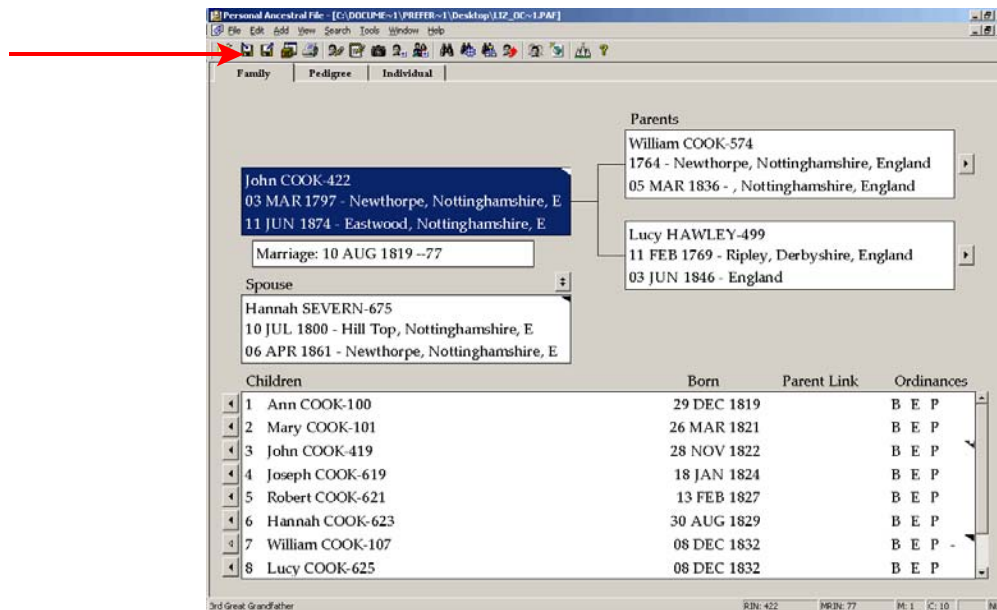 Personal Ancestral File - [C:\DOCUME~1\PREFER~1\Desktop\LIZ_OC~1.PAF]
File Edit Add View Search Tools Window Help
Family Pedigree Individual
Parents
William COOK-574
1764 - Newthorpe, Nottinghamshire, England
05 MAR 1836 - , Nottinghamshire, England
John COOK-422
03 MAR 1797 - Newthorpe, Nottinghamshire, E
11 JUN 1874 - Eastwood, Nottinghamshire, E
Lucy HAWLEY-499
11 FEB 1769 - Ripley, Derbyshire, England
03 JUN 1846 - England
Marriage: 10 AUG 1819 --77
Spouse
Hannah SEVERN-675
10 JUL 1800 - Hill Top, Nottinghamshire, E
06 APR 1861 - Newthorpe, Nottinghamshire, E
Children Born Parent Link Ordinances
1 Ann COOK-100 29 DEC 1819 B E P
2 Mary COOK-101 26 MAR 1821 B E P
3 John COOK-419 28 NOV 1822 B E P
4 Joseph COOK-619 18 JAN 1824 B E P
5 Robert COOK-621 13 FEB 1827 B E P
6 Hannah COOK-623 30 AUG 1829 B E P
7 William COOK-107 08 DEC 1832 B E P -
8 Lucy COOK-625 08 DEC 1832 B E P
3rd Great Grandfather RIN: 422 MRIN: 77 M: 1 C: 10 N